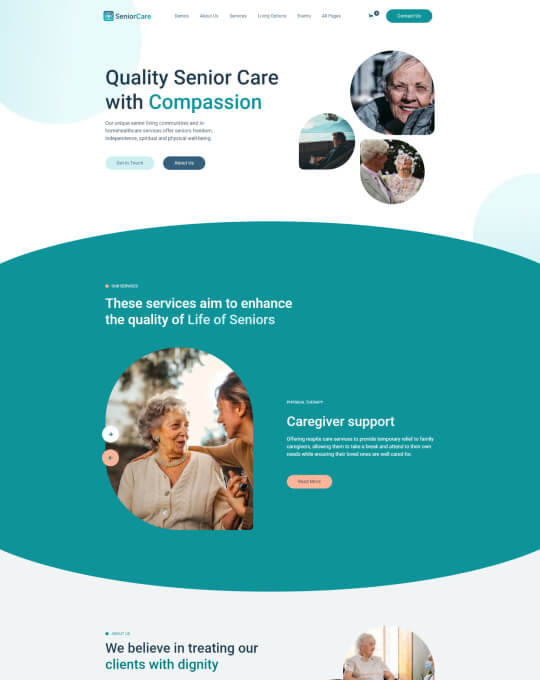 SeniorCare
Demos
About Us
Services
Living Options
Events
All Pages
Contact Us
Quality Senior Care
with Compassion
Our unique senior living communities and in-
home/healthcare services offer seniors freedom,
independence, spiritual and physical well-being.
Get In Touch
About Us
OUR SERVICES
These services aim to enhance
the quality of Life of Seniors
PHYSICAL THERAPY
Caregiver support
Offering respite care services to provide temporary relief to family
caregivers, allowing them to take a break and attend to their own
needs while ensuring their loved ones are well cared for.
Read More
ABOUT US
We believe in treating our
clients with dignity